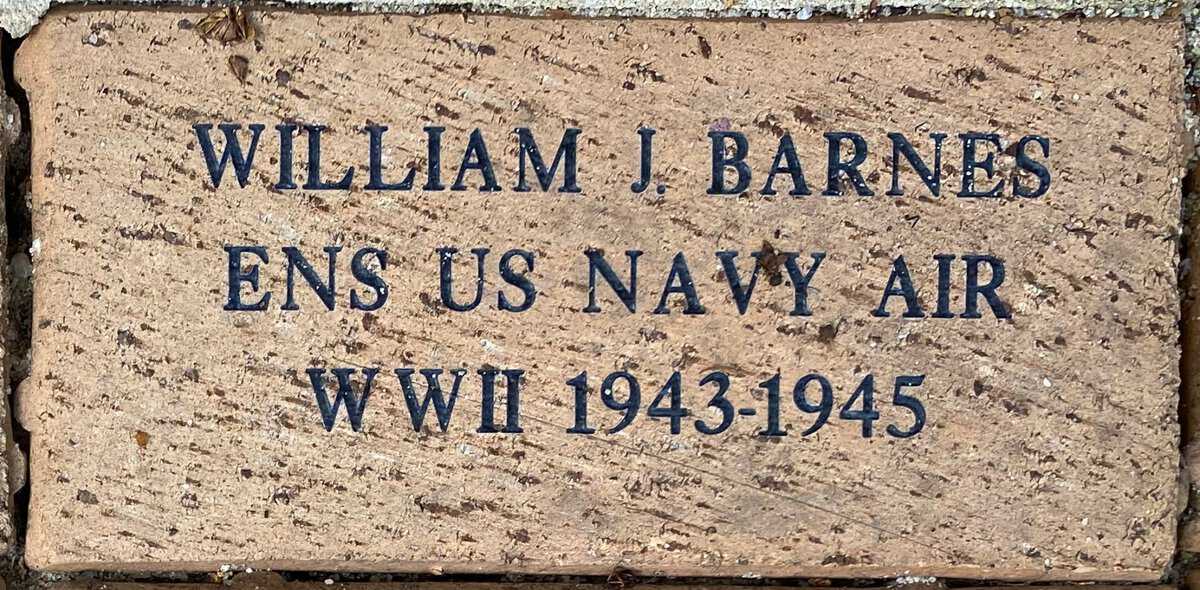 WILLIAM J. BARNES
ENS US NAVY AIR
WWII 1943-1945